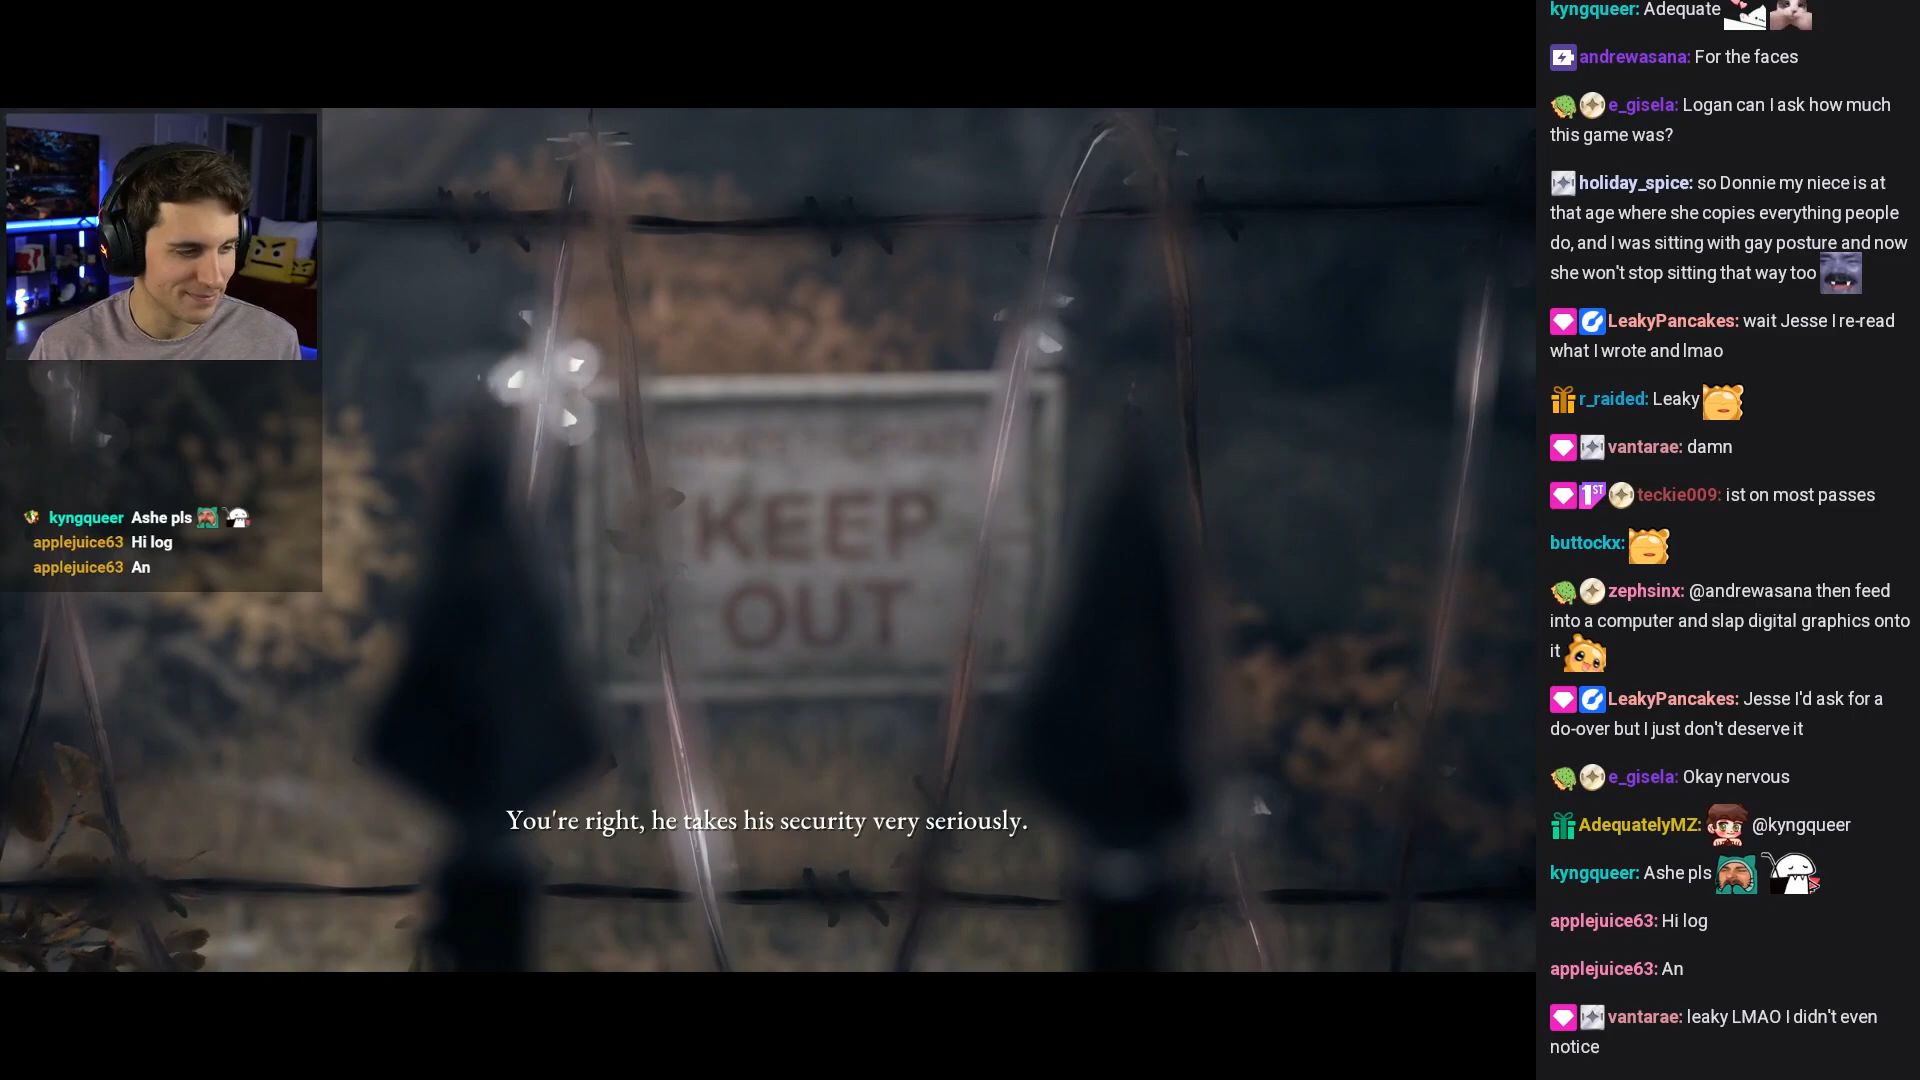 kyngqueer: Adequate
andrewasana: For the faces
e_gisela: Logan can I ask how much
this game was?
holiday_spice: so Donnie my niece is at
that age where she copies everything people
do, and I was sitting with gay posture and now
she won't stop sitting that way too
LeakyPancakes: wait Jesse I re-read
what I wrote and lmao
r_raided: Leaky
vantarae: damn
1ST teckie009: ist on most passes
buttockx:
zephsinx: @andrewasana then feed
into a computer and slap digital graphics onto
it
LeakyPancakes: Jesse I'd ask for a
do-over but I just don't deserve it
e_gisela: Okay nervous
AdequatelyMZ: @kyngqueer
kyngqueer: Ashe pls
applejuice63: Hi log
applejuice63: An
vantarae: leaky LMAO I didn't even
notice
kyngqueer Ashe pls
applejuice63 Hi log
applejuice63 An
KEEP
OUT
You're right, he takes his security very seriously.